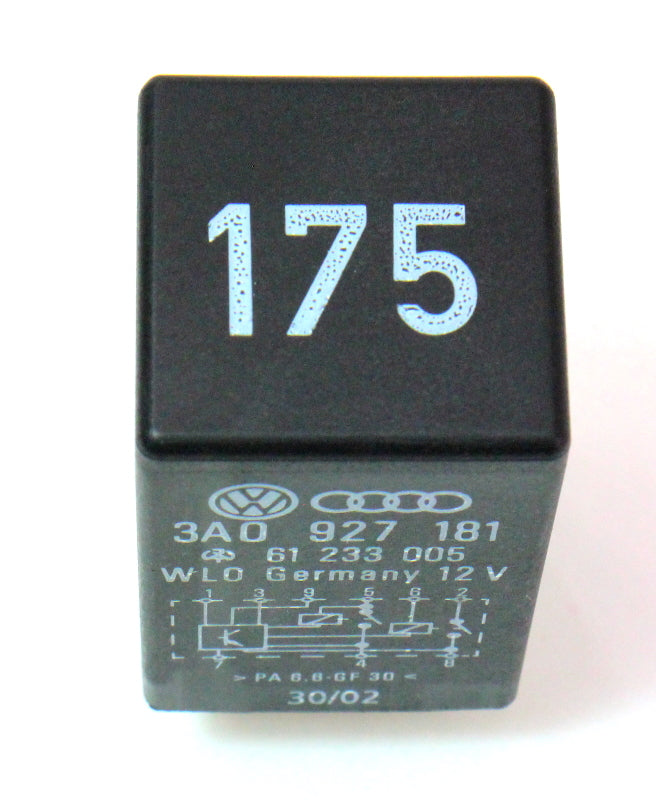 175
3A0 927 181
61 233 005
WLO Germany 12 V
1 3 9 5 6 2
K
7 4 8
> PA 6.6-GF 30 <
30/02